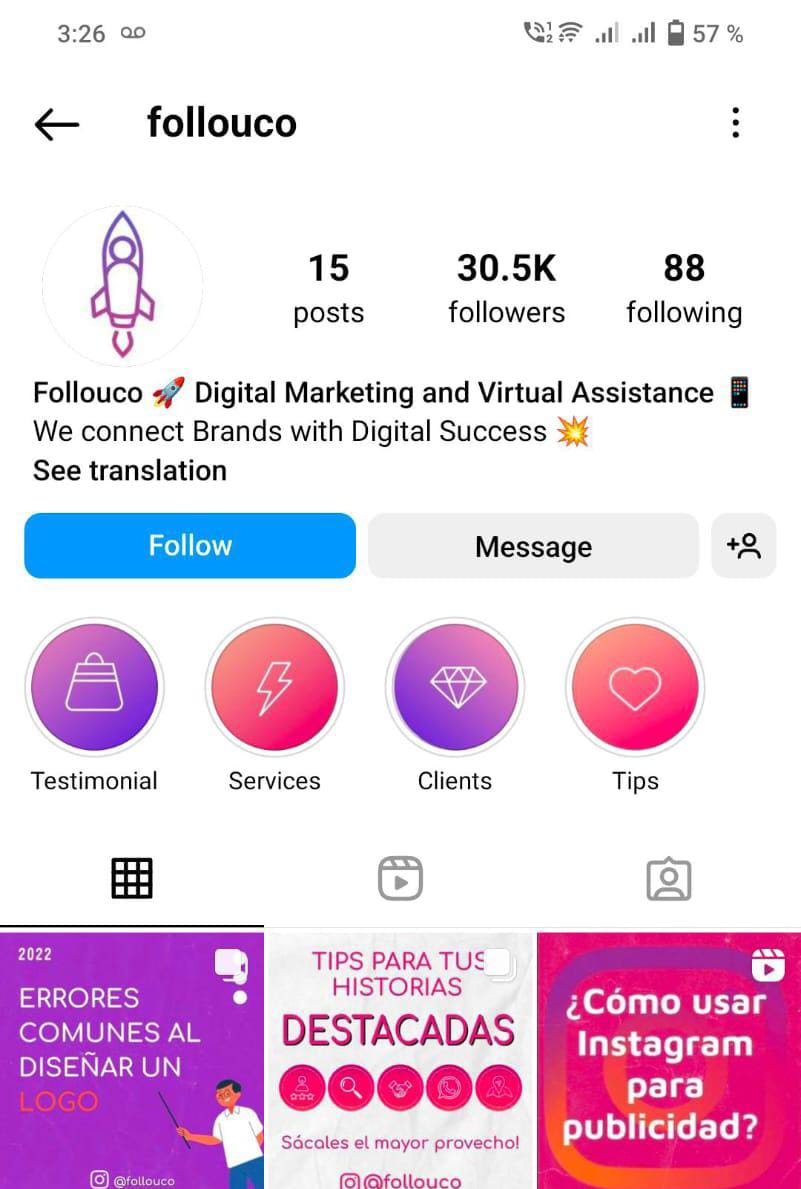 3:26
57 %
follouco
15 30.5K 88
posts followers following
Follouco 🚀 Digital Marketing and Virtual Assistance 📱
We connect Brands with Digital Success 💥
See translation
Follow Message
Testimonial Services Clients Tips
2022
ERRORES
COMUNES AL
DISEÑAR UN
LOGO
@follouco
TIPS PARA TUS
HISTORIAS
DESTACADAS
Sácales el mayor provecho!
@follouco
¿Cómo usar
Instagram
para
publicidad?